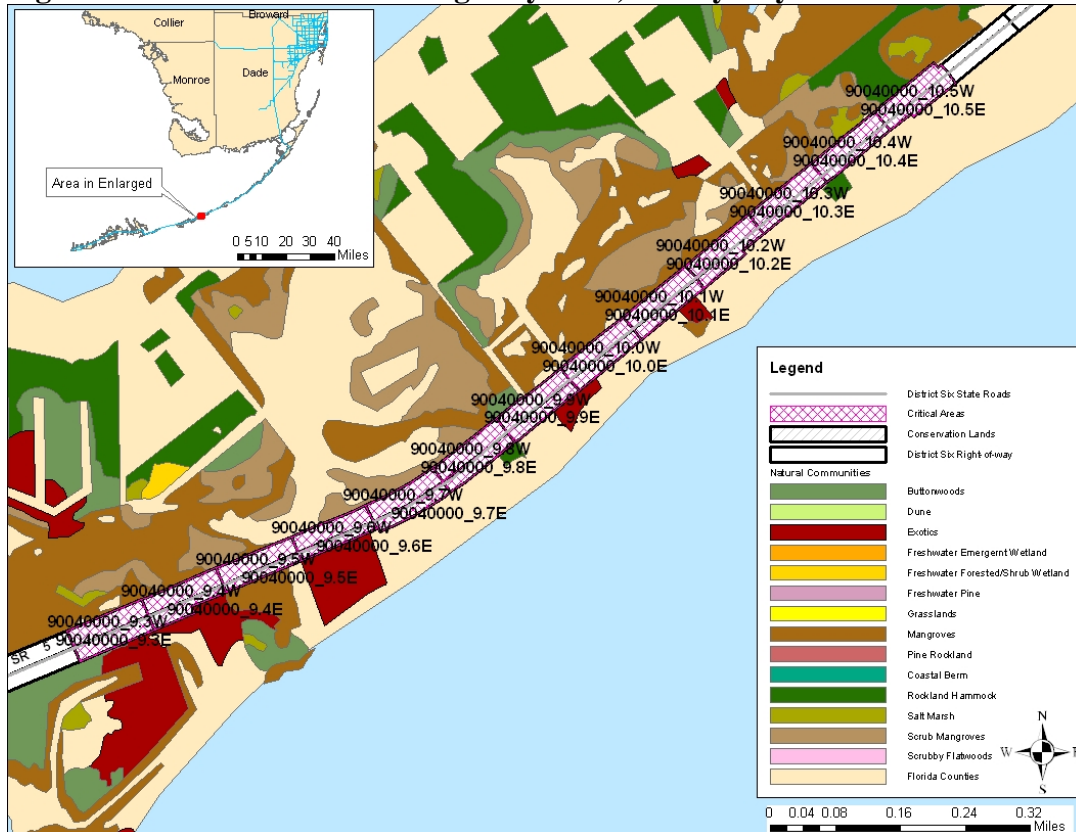 Broward
Collier
Monroe
Dade
Area in Enlarged
0 5 10 20 30 40
Miles
90040000_10.5W
90040000_10.5E
90040000_10.4W
90040000_10.4E
90040000_10.3W
90040000_10.3E
90040000_10.2W
90040000_10.2E
90040000_10.1W
90040000_10.1E
90040000_10.0W
90040000_10.0E
90040000_9.9W
90040000_9.9E
90040000_9.8W
90040000_9.8E
90040000_9.7W
90040000_9.7E
90040000_9.6W
90040000_9.6E
90040000_9.5W
90040000_9.5E
90040000_9.4W
90040000_9.4E
90040000_9.3W
90040000_9.3E
SR 5
Legend
District Six State Roads
Critical Areas
Conservation Lands
District Six Right-of-way
Natural Communities
Buttonwoods
Dune
Exotics
Freshwater Emergernt Wetland
Freshwater Forested/Shrub Wetland
Freshwater Pine
Grasslands
Mangroves
Pine Rockland
Coastal Berm
Rockland Hammock
Salt Marsh
Scrub Mangroves
Scrubby Flatwoods
Florida Counties
N
W E
S
0 0.04 0.08 0.16 0.24 0.32
Miles